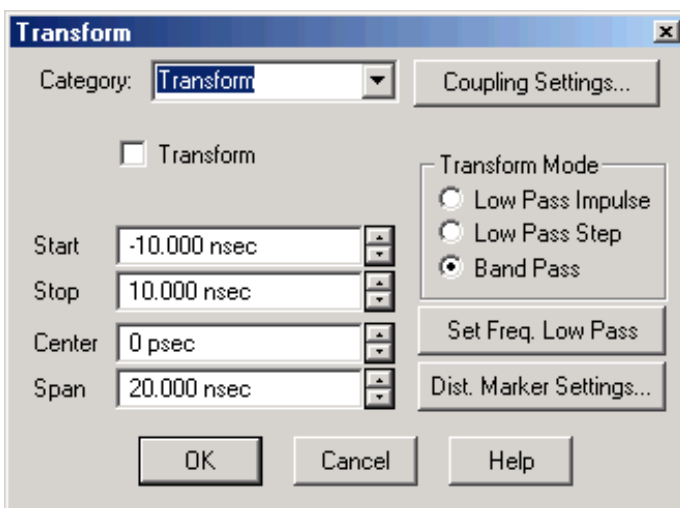 Transform
Category: Transform
Coupling Settings...
Transform
Transform Mode
Low Pass Impulse
Low Pass Step
Band Pass
Start -10.000 nsec
Stop 10.000 nsec
Center 0 psec
Span 20.000 nsec
Set Freq. Low Pass
Dist. Marker Settings...
OK Cancel Help